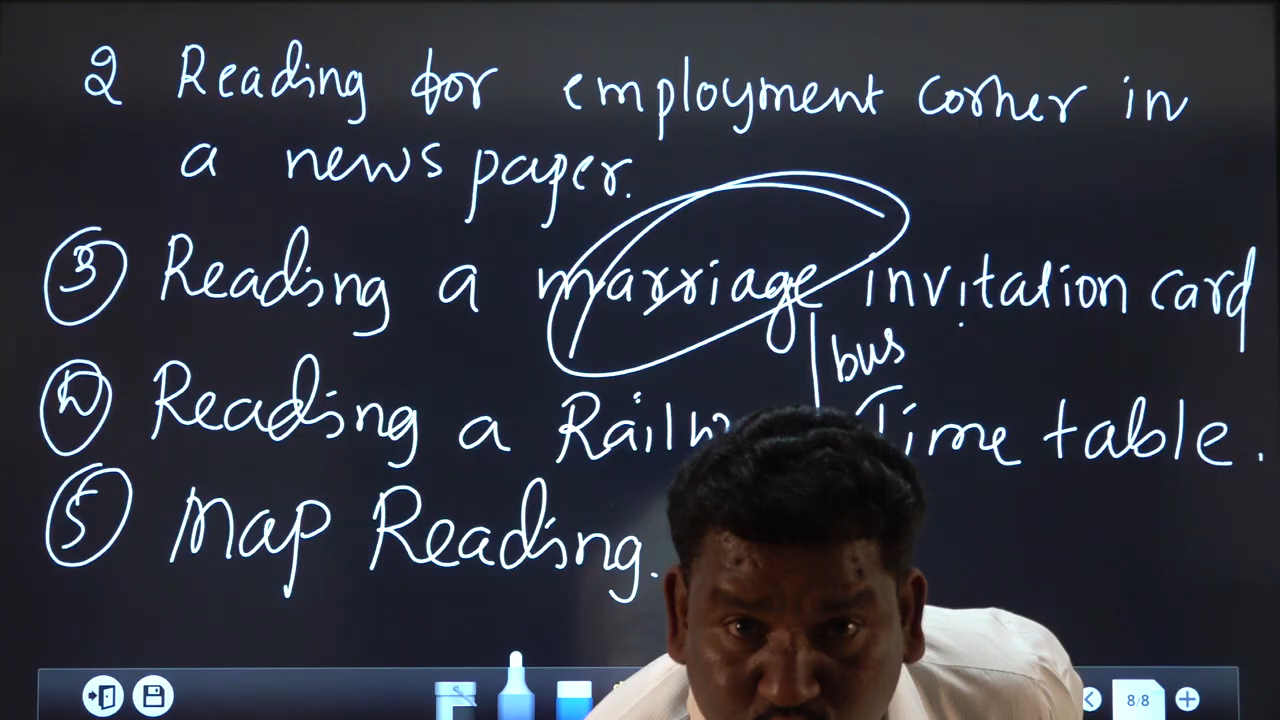 2 Reading for employment corner in
a news paper.
3 Reading a marriage invitation card
bus
4 Reading a Time table.
5 Map Reading.
8/8